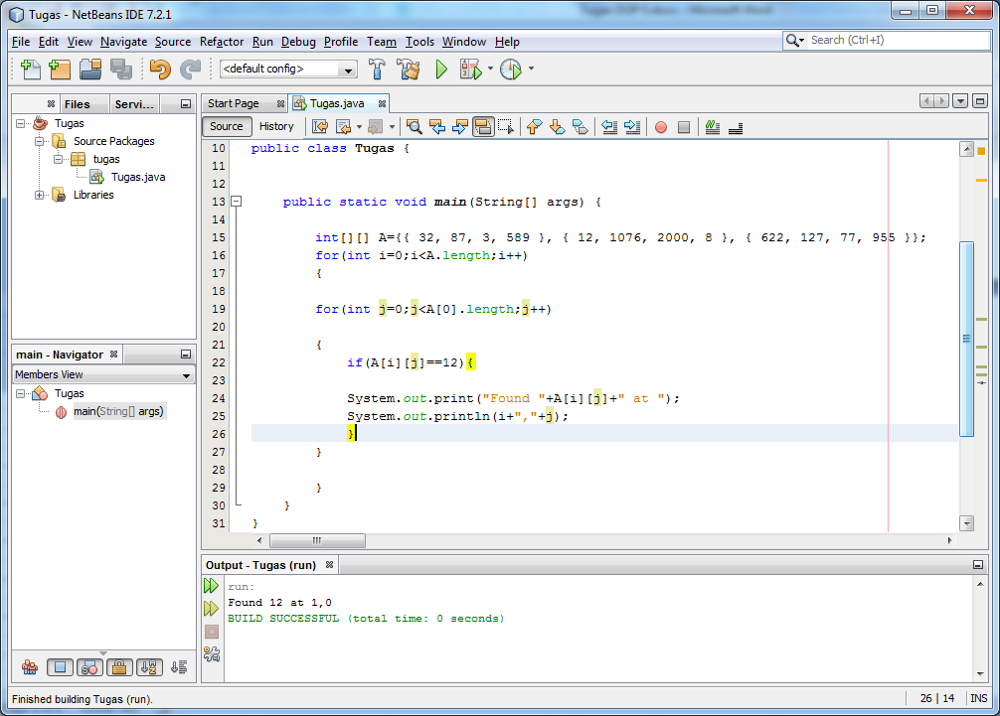 Tugas - NetBeans IDE 7.2.1
File Edit View Navigate Source Refactor Run Debug Profile Team Tools Window Help
Search (Ctrl+I)
<default config>
Files Servi...
Tugas
Source Packages
tugas
Tugas.java
Libraries
main - Navigator
Members View
Tugas
main(String[] args)
Start Page Tugas.java
Source History
10 public class Tugas {
11
12
13 public static void main(String[] args) {
14
15 int[][] A={{ 32, 87, 3, 589 }, { 12, 1076, 2000, 8 }, { 622, 127, 77, 955 }};
16 for(int i=0;i<A.length;i++)
17 {
18
19 for(int j=0;j<A[0].length;j++)
20
21 {
22 if(A[i][j]==12){
23
24 System.out.print("Found "+A[i][j]+" at ");
25 System.out.println(i+","+j);
26 }
27 }
28
29 }
30 }
31 }
Output - Tugas (run)
run:
Found 12 at 1,0
BUILD SUCCESSFUL (total time: 0 seconds)
Finished building Tugas (run).
26 | 14 INS